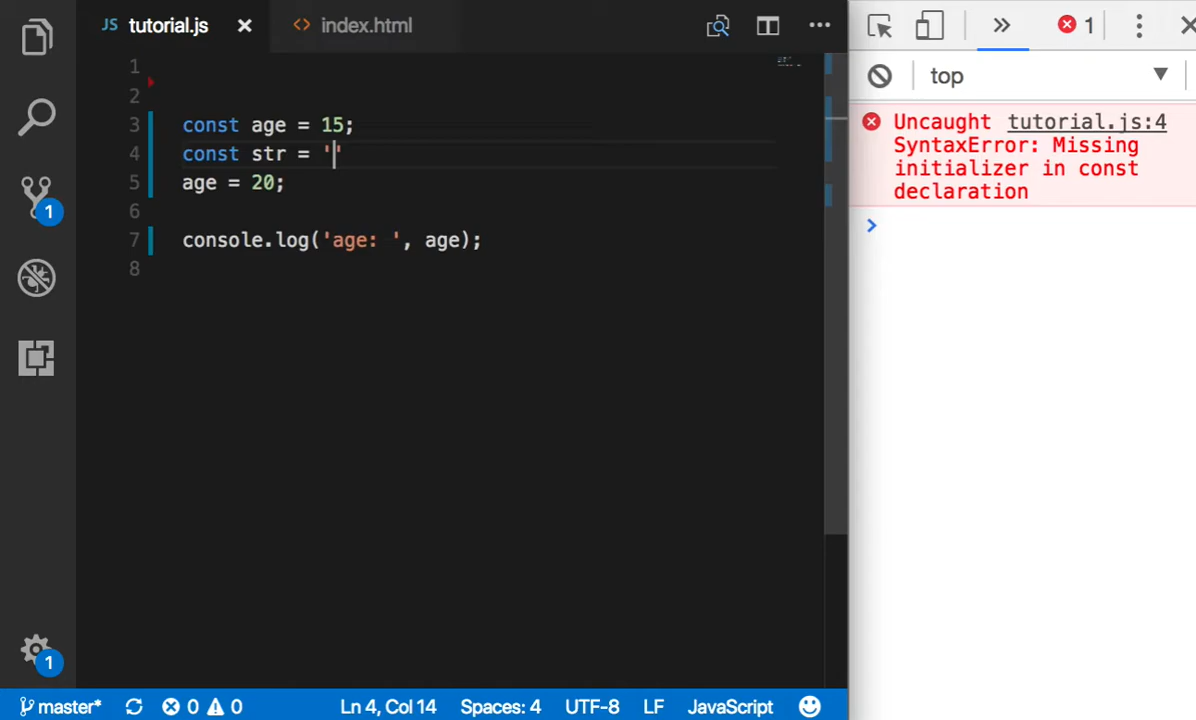 JS tutorial.js
<> index.html
1
top
1
2
3 const age = 15;
4 const str = ''
5 age = 20;
6
7 console.log('age: ', age);
8
Uncaught tutorial.js:4
SyntaxError: Missing
initializer in const
declaration
1
1
master* 0 0 Ln 4, Col 14 Spaces: 4 UTF-8 LF JavaScript